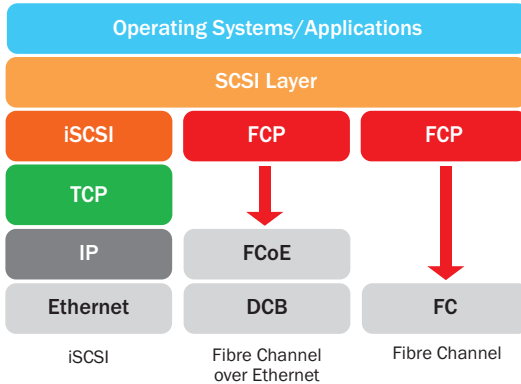 Operating Systems/Applications
SCSI Layer
iSCSI FCP FCP
TCP
IP FCoE
Ethernet DCB FC
iSCSI Fibre Channel Fibre Channel
over Ethernet